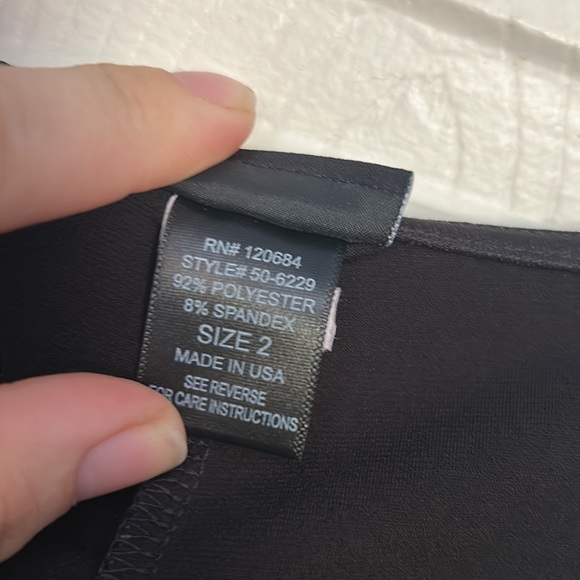 RN# 120684
STYLE# 50-6229
92% POLYESTER
8% SPANDEX
SIZE 2
MADE IN USA
SEE REVERSE
FOR CARE INSTRUCTIONS